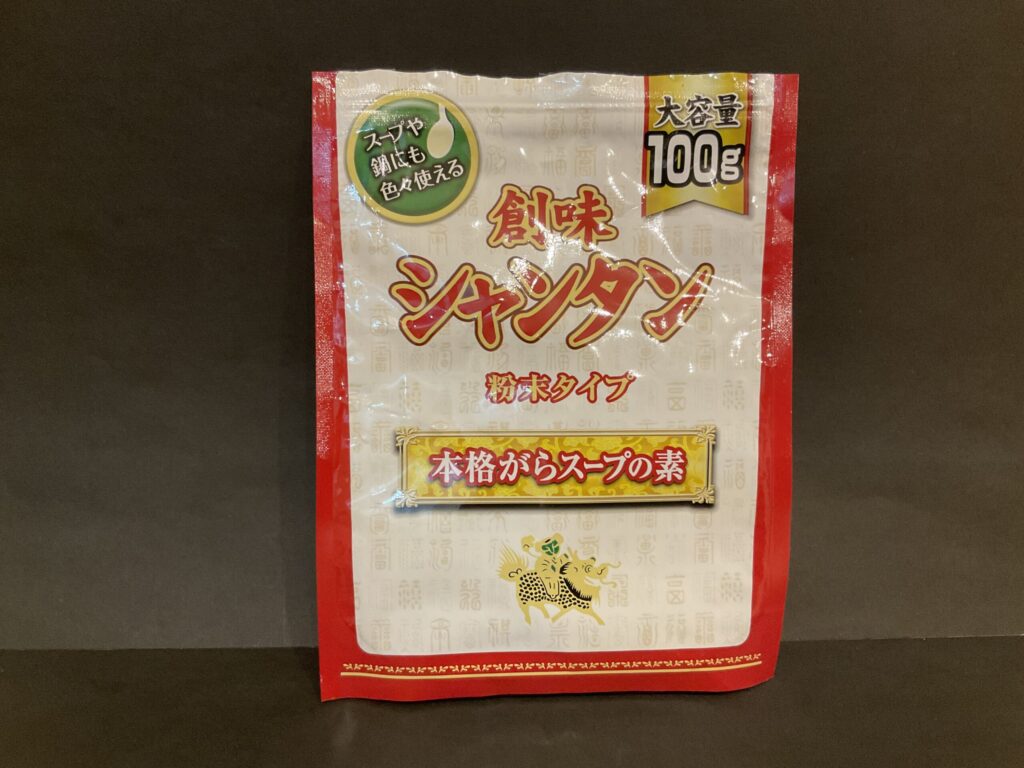 スープや
鍋にも
色々使える
大容量
100g
創味
シャンタン
粉末タイプ
本格がらスープの素